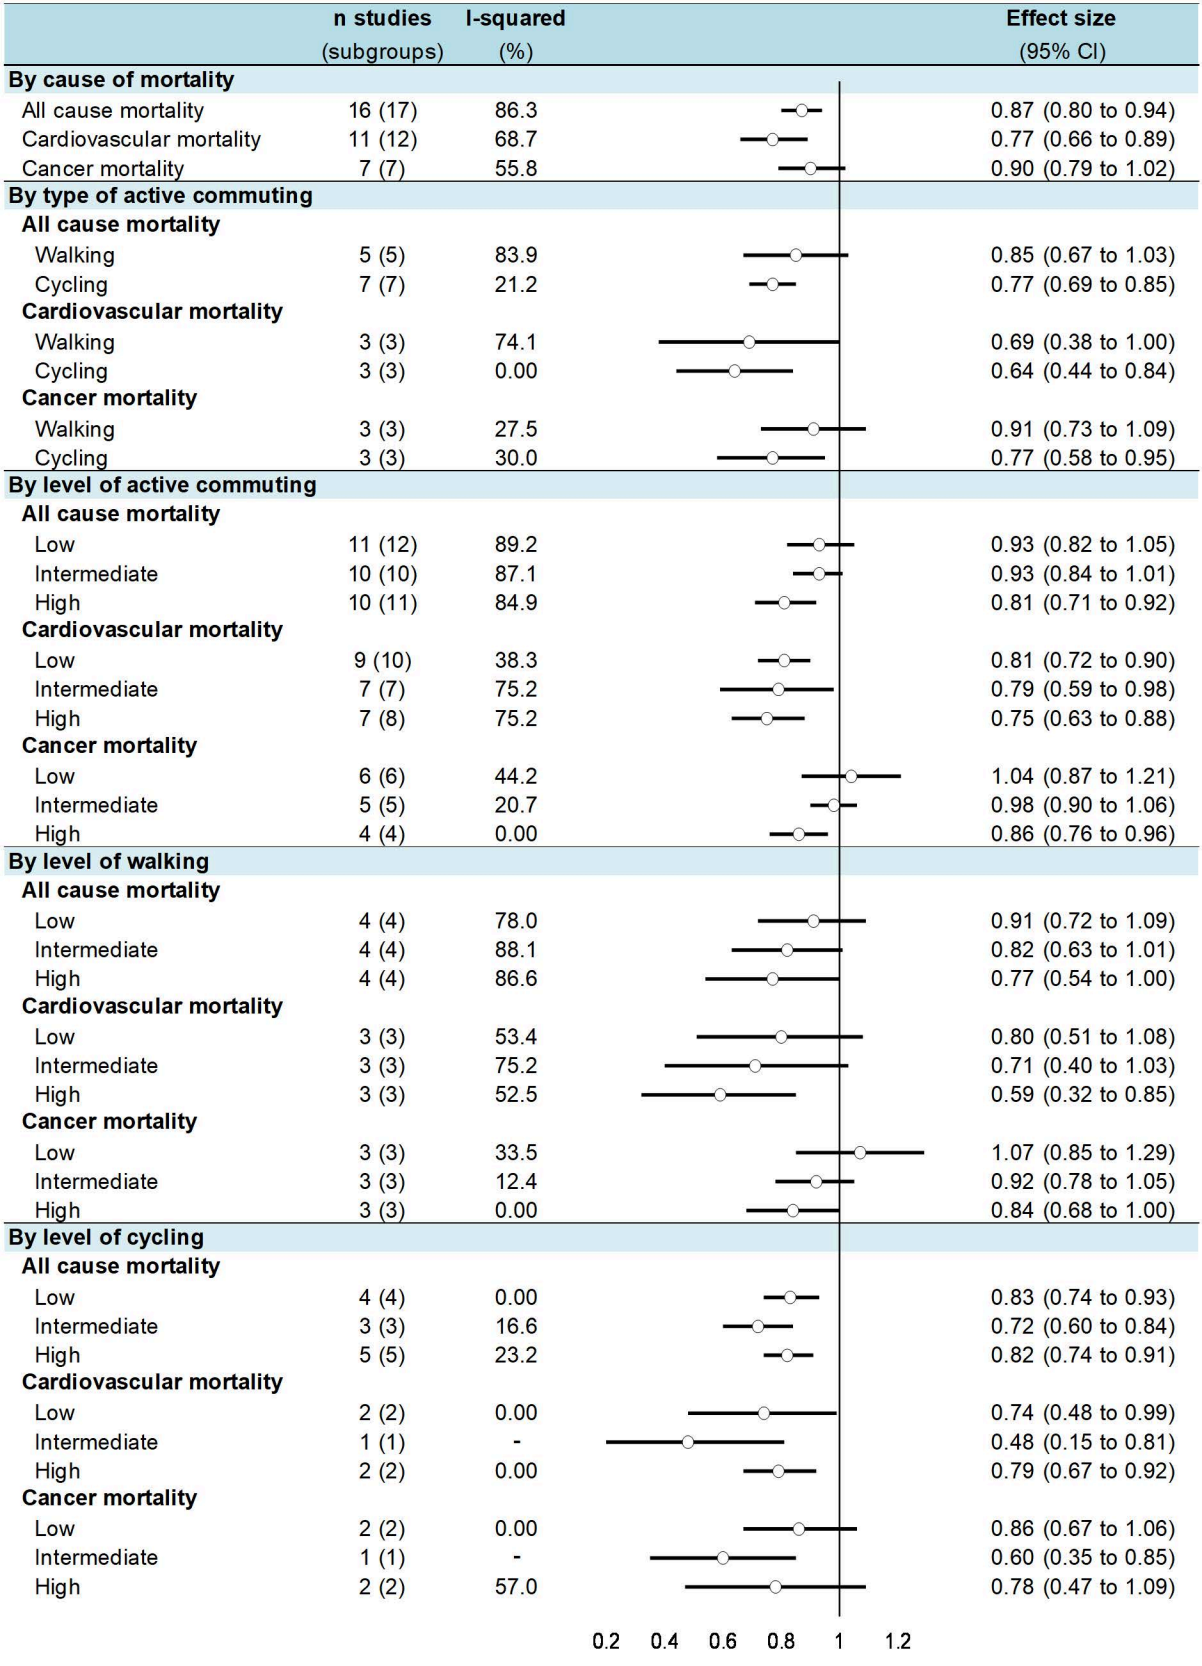 n studies I-squared Effect size
(subgroups) (%) (95% CI)
By cause of mortality
All cause mortality 16 (17) 86.3 0.87 (0.80 to 0.94)
Cardiovascular mortality 11 (12) 68.7 0.77 (0.66 to 0.89)
Cancer mortality 7 (7) 55.8 0.90 (0.79 to 1.02)
By type of active commuting
All cause mortality
Walking 5 (5) 83.9 0.85 (0.67 to 1.03)
Cycling 7 (7) 21.2 0.77 (0.69 to 0.85)
Cardiovascular mortality
Walking 3 (3) 74.1 0.69 (0.38 to 1.00)
Cycling 3 (3) 0.00 0.64 (0.44 to 0.84)
Cancer mortality
Walking 3 (3) 27.5 0.91 (0.73 to 1.09)
Cycling 3 (3) 30.0 0.77 (0.58 to 0.95)
By level of active commuting
All cause mortality
Low 11 (12) 89.2 0.93 (0.82 to 1.05)
Intermediate 10 (10) 87.1 0.93 (0.84 to 1.01)
High 10 (11) 84.9 0.81 (0.71 to 0.92)
Cardiovascular mortality
Low 9 (10) 38.3 0.81 (0.72 to 0.90)
Intermediate 7 (7) 75.2 0.79 (0.59 to 0.98)
High 7 (8) 75.2 0.75 (0.63 to 0.88)
Cancer mortality
Low 6 (6) 44.2 1.04 (0.87 to 1.21)
Intermediate 5 (5) 20.7 0.98 (0.90 to 1.06)
High 4 (4) 0.00 0.86 (0.76 to 0.96)
By level of walking
All cause mortality
Low 4 (4) 78.0 0.91 (0.72 to 1.09)
Intermediate 4 (4) 88.1 0.82 (0.63 to 1.01)
High 4 (4) 86.6 0.77 (0.54 to 1.00)
Cardiovascular mortality
Low 3 (3) 53.4 0.80 (0.51 to 1.08)
Intermediate 3 (3) 75.2 0.71 (0.40 to 1.03)
High 3 (3) 52.5 0.59 (0.32 to 0.85)
Cancer mortality
Low 3 (3) 33.5 1.07 (0.85 to 1.29)
Intermediate 3 (3) 12.4 0.92 (0.78 to 1.05)
High 3 (3) 0.00 0.84 (0.68 to 1.00)
By level of cycling
All cause mortality
Low 4 (4) 0.00 0.83 (0.74 to 0.93)
Intermediate 3 (3) 16.6 0.72 (0.60 to 0.84)
High 5 (5) 23.2 0.82 (0.74 to 0.91)
Cardiovascular mortality
Low 2 (2) 0.00 0.74 (0.48 to 0.99)
Intermediate 1 (1) - 0.48 (0.15 to 0.81)
High 2 (2) 0.00 0.79 (0.67 to 0.92)
Cancer mortality
Low 2 (2) 0.00 0.86 (0.67 to 1.06)
Intermediate 1 (1) - 0.60 (0.35 to 0.85)
High 2 (2) 57.0 0.78 (0.47 to 1.09)
0.2 0.4 0.6 0.8 1 1.2